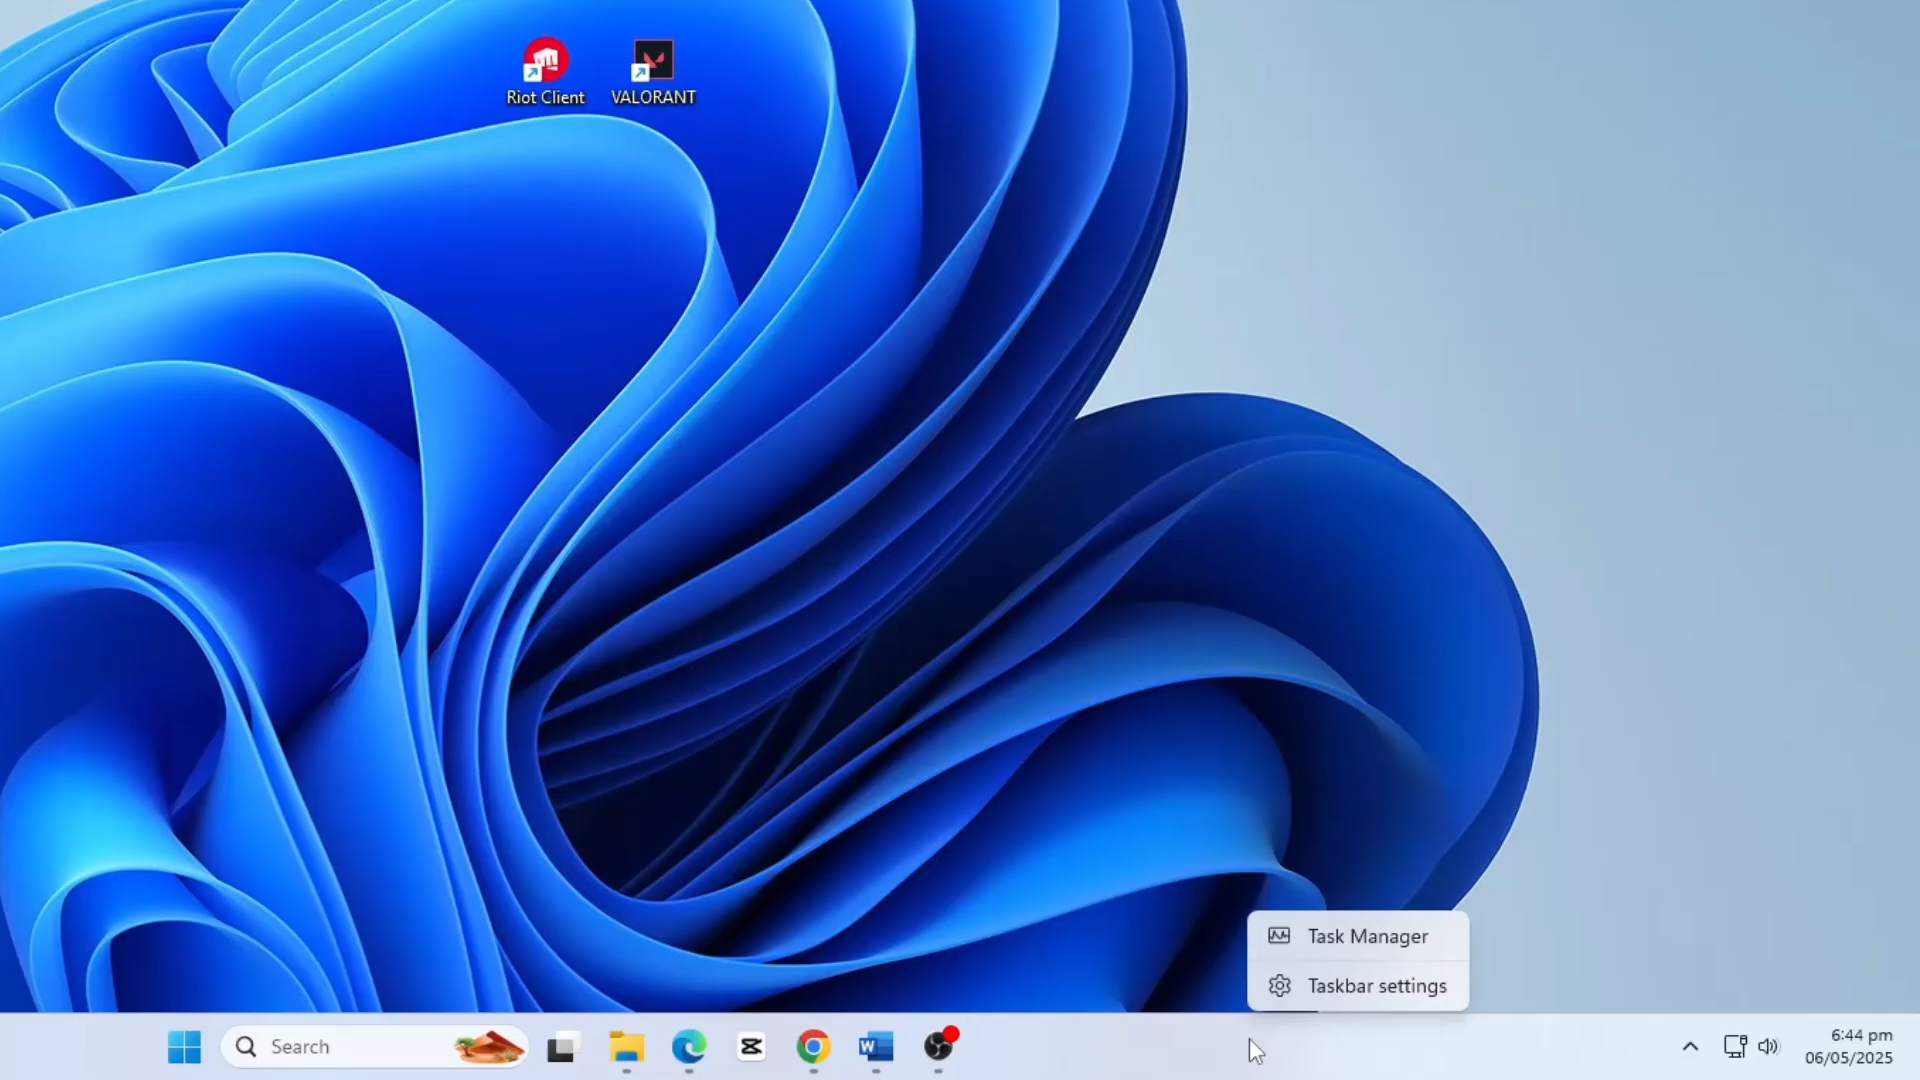 Riot Client
VALORANT
Task Manager
Taskbar settings
Search
6:44 pm
06/05/2025